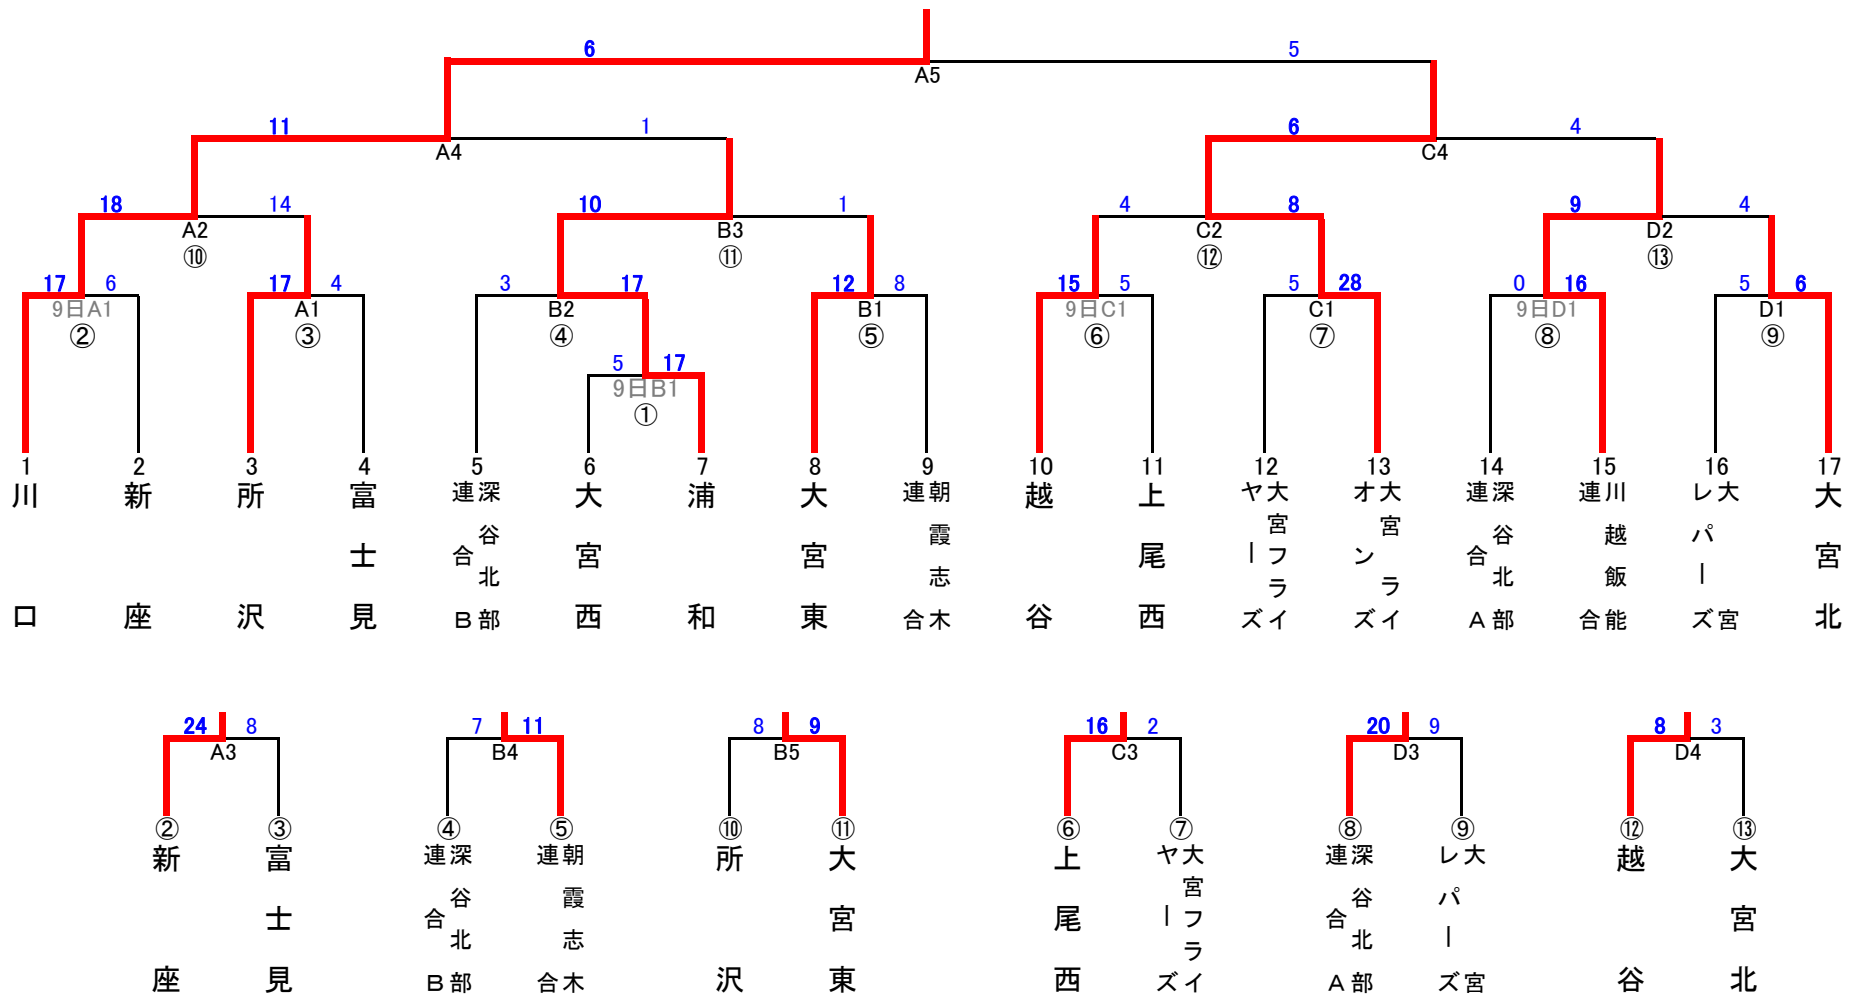 6 5
A5
11 1 6 4
A4 C4
18 14 10 1 4 8 9 4
A2 B3 C2 D2
⑩ ⑪ ⑫ ⑬
17 6 17 4 3 17 12 8 15 5 5 28 0 16 5 6
9日A1 A1 B2 B1 9日C1 C1 9日D1 D1
② ③ ④ ⑤ ⑥ ⑦ ⑧ ⑨
5 17
9日B1
①
1 2 3 4 5 6 7 8 9 10 11 12 13 14 15 16 17
川口
新座
所沢
富士見
深谷北部
連合B
大宮西
浦和
大宮東
朝霞志木
連合
越谷
上尾西
大宮フライ
ヤーズ
大宮ライ
オンズ
深谷北部
連合A
川越飯能
連合
大宮
レパーズ
大宮北
24 8 7 11 8 9 16 2 20 9 8 3
A3 B4 B5 C3 D3 D4
② ③ ④ ⑤ ⑩ ⑪ ⑥ ⑦ ⑧ ⑨ ⑫ ⑬
新座
富士見
深谷北部
連合B
朝霞志木
連合
所沢
大宮東
上尾西
大宮フライ
ヤーズ
深谷北部
連合A
大宮
レパーズ
越谷
大宮北